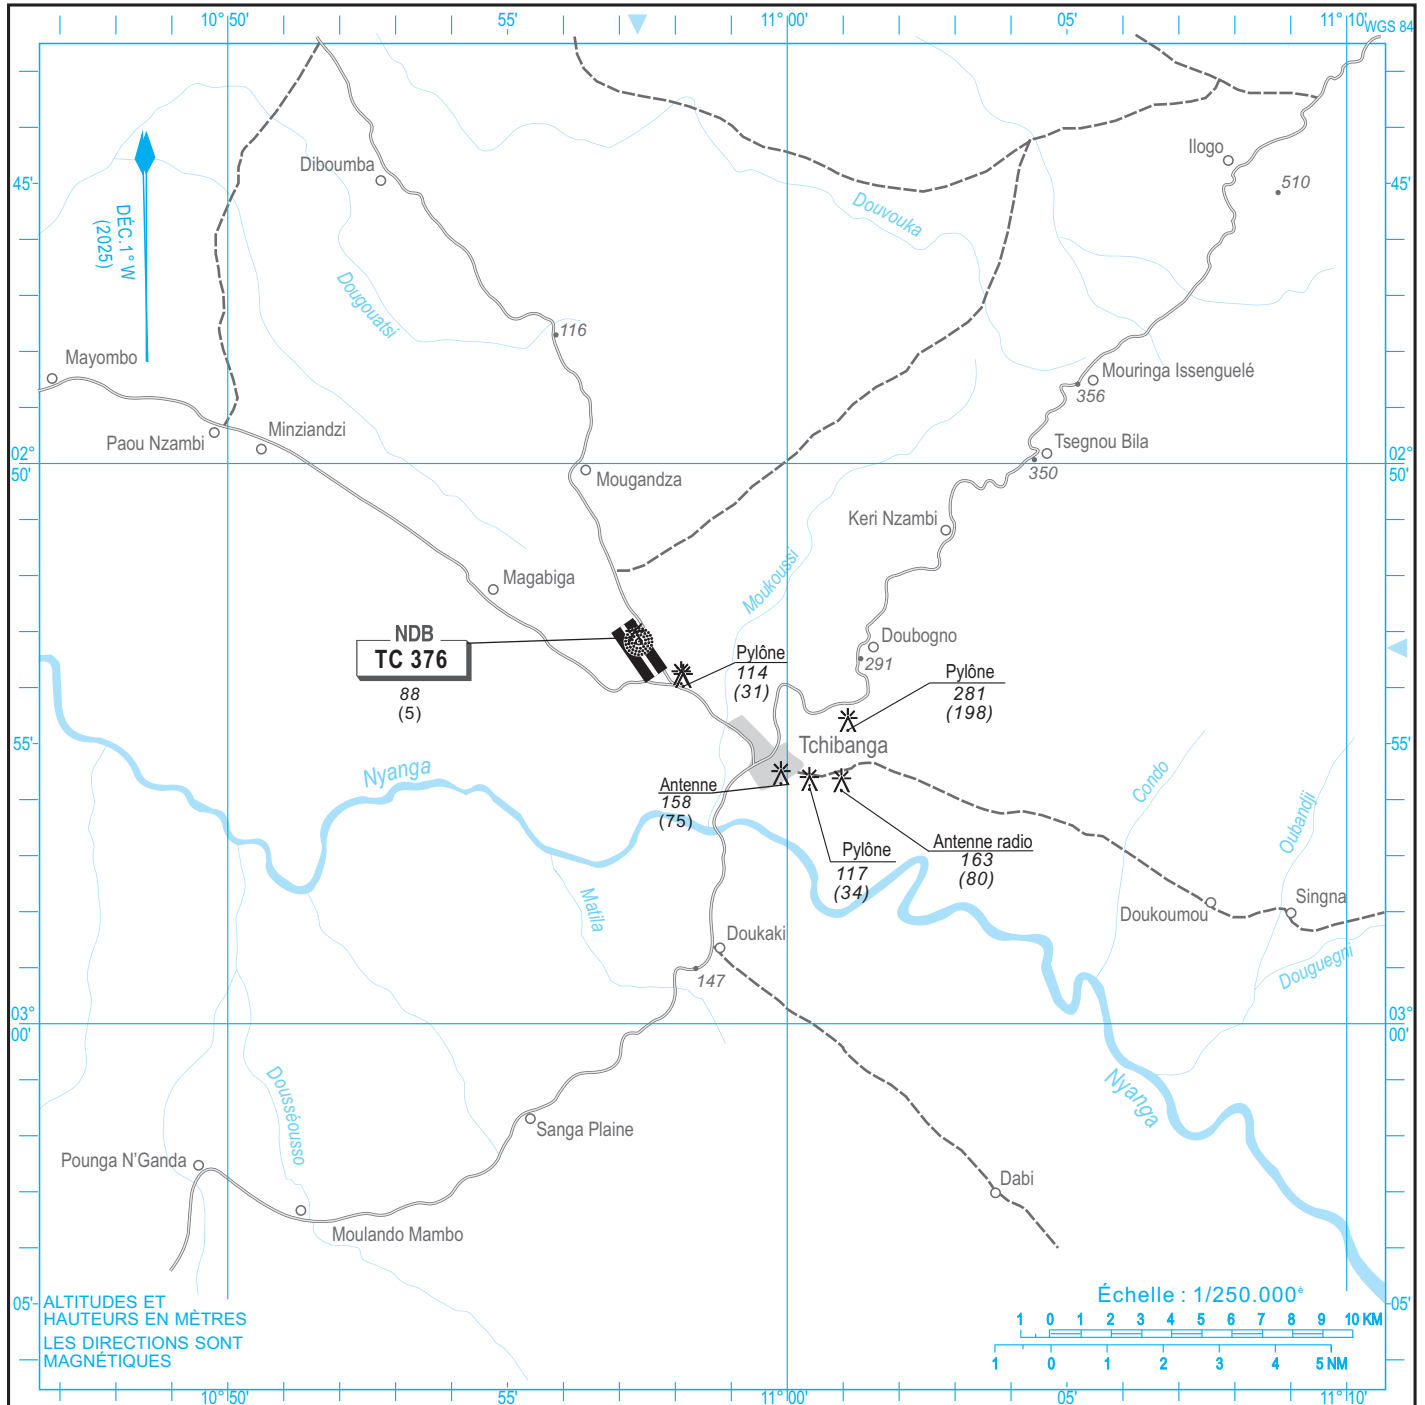 10°50'
55'
11°00'
05'
11°10'
WGS 84
Ilogo
510
Diboumba
45'
45'
Douvouka
DÉC.1° W
(2025)
Dougouatsi
116
Mayombo
Mouringa Issenguelé
356
Paou Nzambi
Minziandzi
Tsegnou Bila
02°
50'
02°
50'
350
Mougandza
Keri Nzambi
Moukoussi
Magabiga
NDB
TC 376
88
(5)
Doubogno
291
Pylône
114
(31)
Pylône
281
(198)
55'
55'
Tchibanga
Nyanga
Condo
Oubandji
Antenne
158
(75)
Pylône
117
(34)
Antenne radio
163
(80)
Matila
Singna
Doukoumou
Doukaki
Douguegni
147
03°
00'
03°
00'
Nyanga
Dousséousso
Sanga Plaine
Pounga N'Ganda
Dabi
Moulando Mambo
05'
05'
ALTITUDES ET
HAUTEURS EN MÈTRES
LES DIRECTIONS SONT
MAGNÉTIQUES
Échelle : 1/250.000e
1 0 1 2 3 4 5 6 7 8 9 10 KM
1 0 1 2 3 4 5 NM
10°50'
55'
11°00'
05'
11°10'